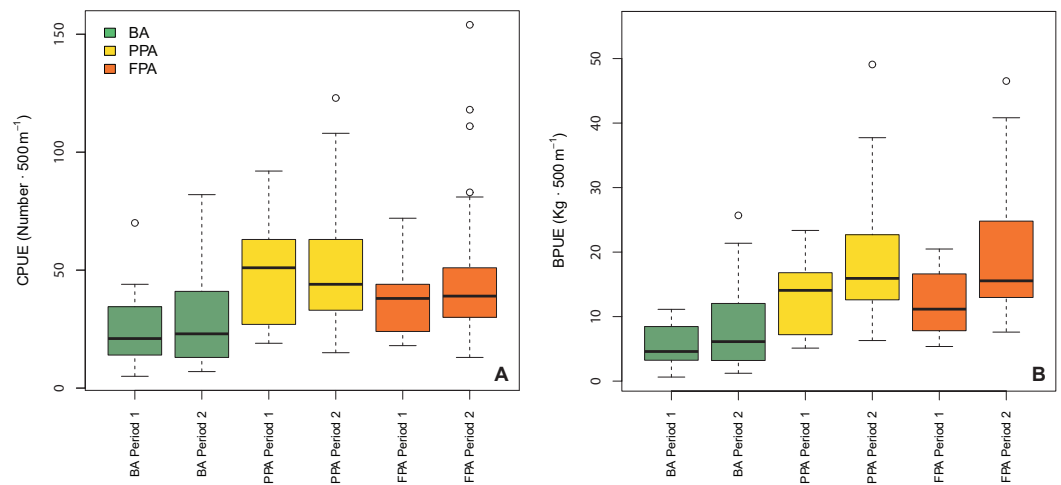 CPUE (Number · 500 m⁻¹)
0
50
100
150
BA
PPA
FPA
A
BA Period 1
BA Period 2
PPA Period 1
PPA Period 2
FPA Period 1
FPA Period 2
BPUE (Kg · 500 m⁻¹)
0
10
20
30
40
50
B
BA Period 1
BA Period 2
PPA Period 1
PPA Period 2
FPA Period 1
FPA Period 2